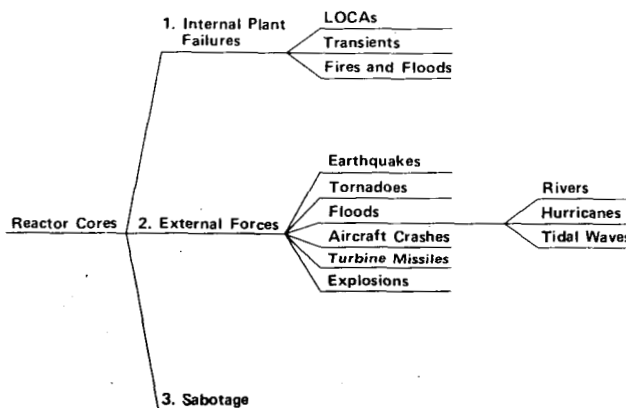 1. Internal Plant
Failures
LOCAs
Transients
Fires and Floods
Reactor Cores
2. External Forces
Earthquakes
Tornadoes
Floods
Aircraft Crashes
Turbine Missiles
Explosions
Rivers
Hurricanes
Tidal Waves
3. Sabotage